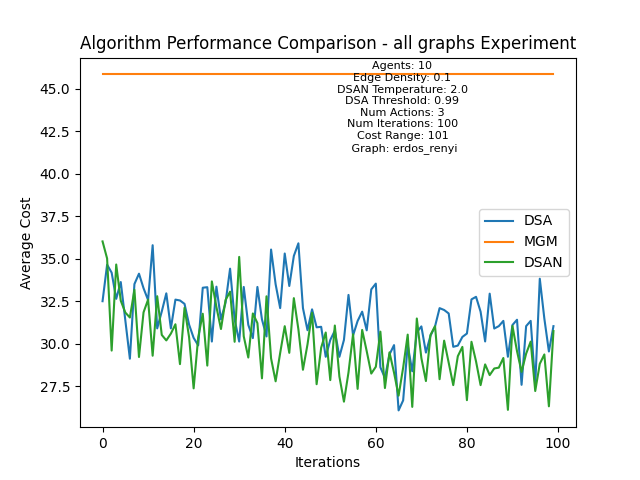 Algorithm Performance Comparison - all graphs Experiment
Agents: 10
Edge Density: 0.1
DSAN Temperature: 2.0
DSA Threshold: 0.99
Num Actions: 3
Num Iterations: 100
Cost Range: 101
Graph: erdos_renyi
45.0
42.5
40.0
37.5
35.0
32.5
30.0
27.5
Average Cost
DSA
MGM
DSAN
0
20
40
60
80
100
Iterations